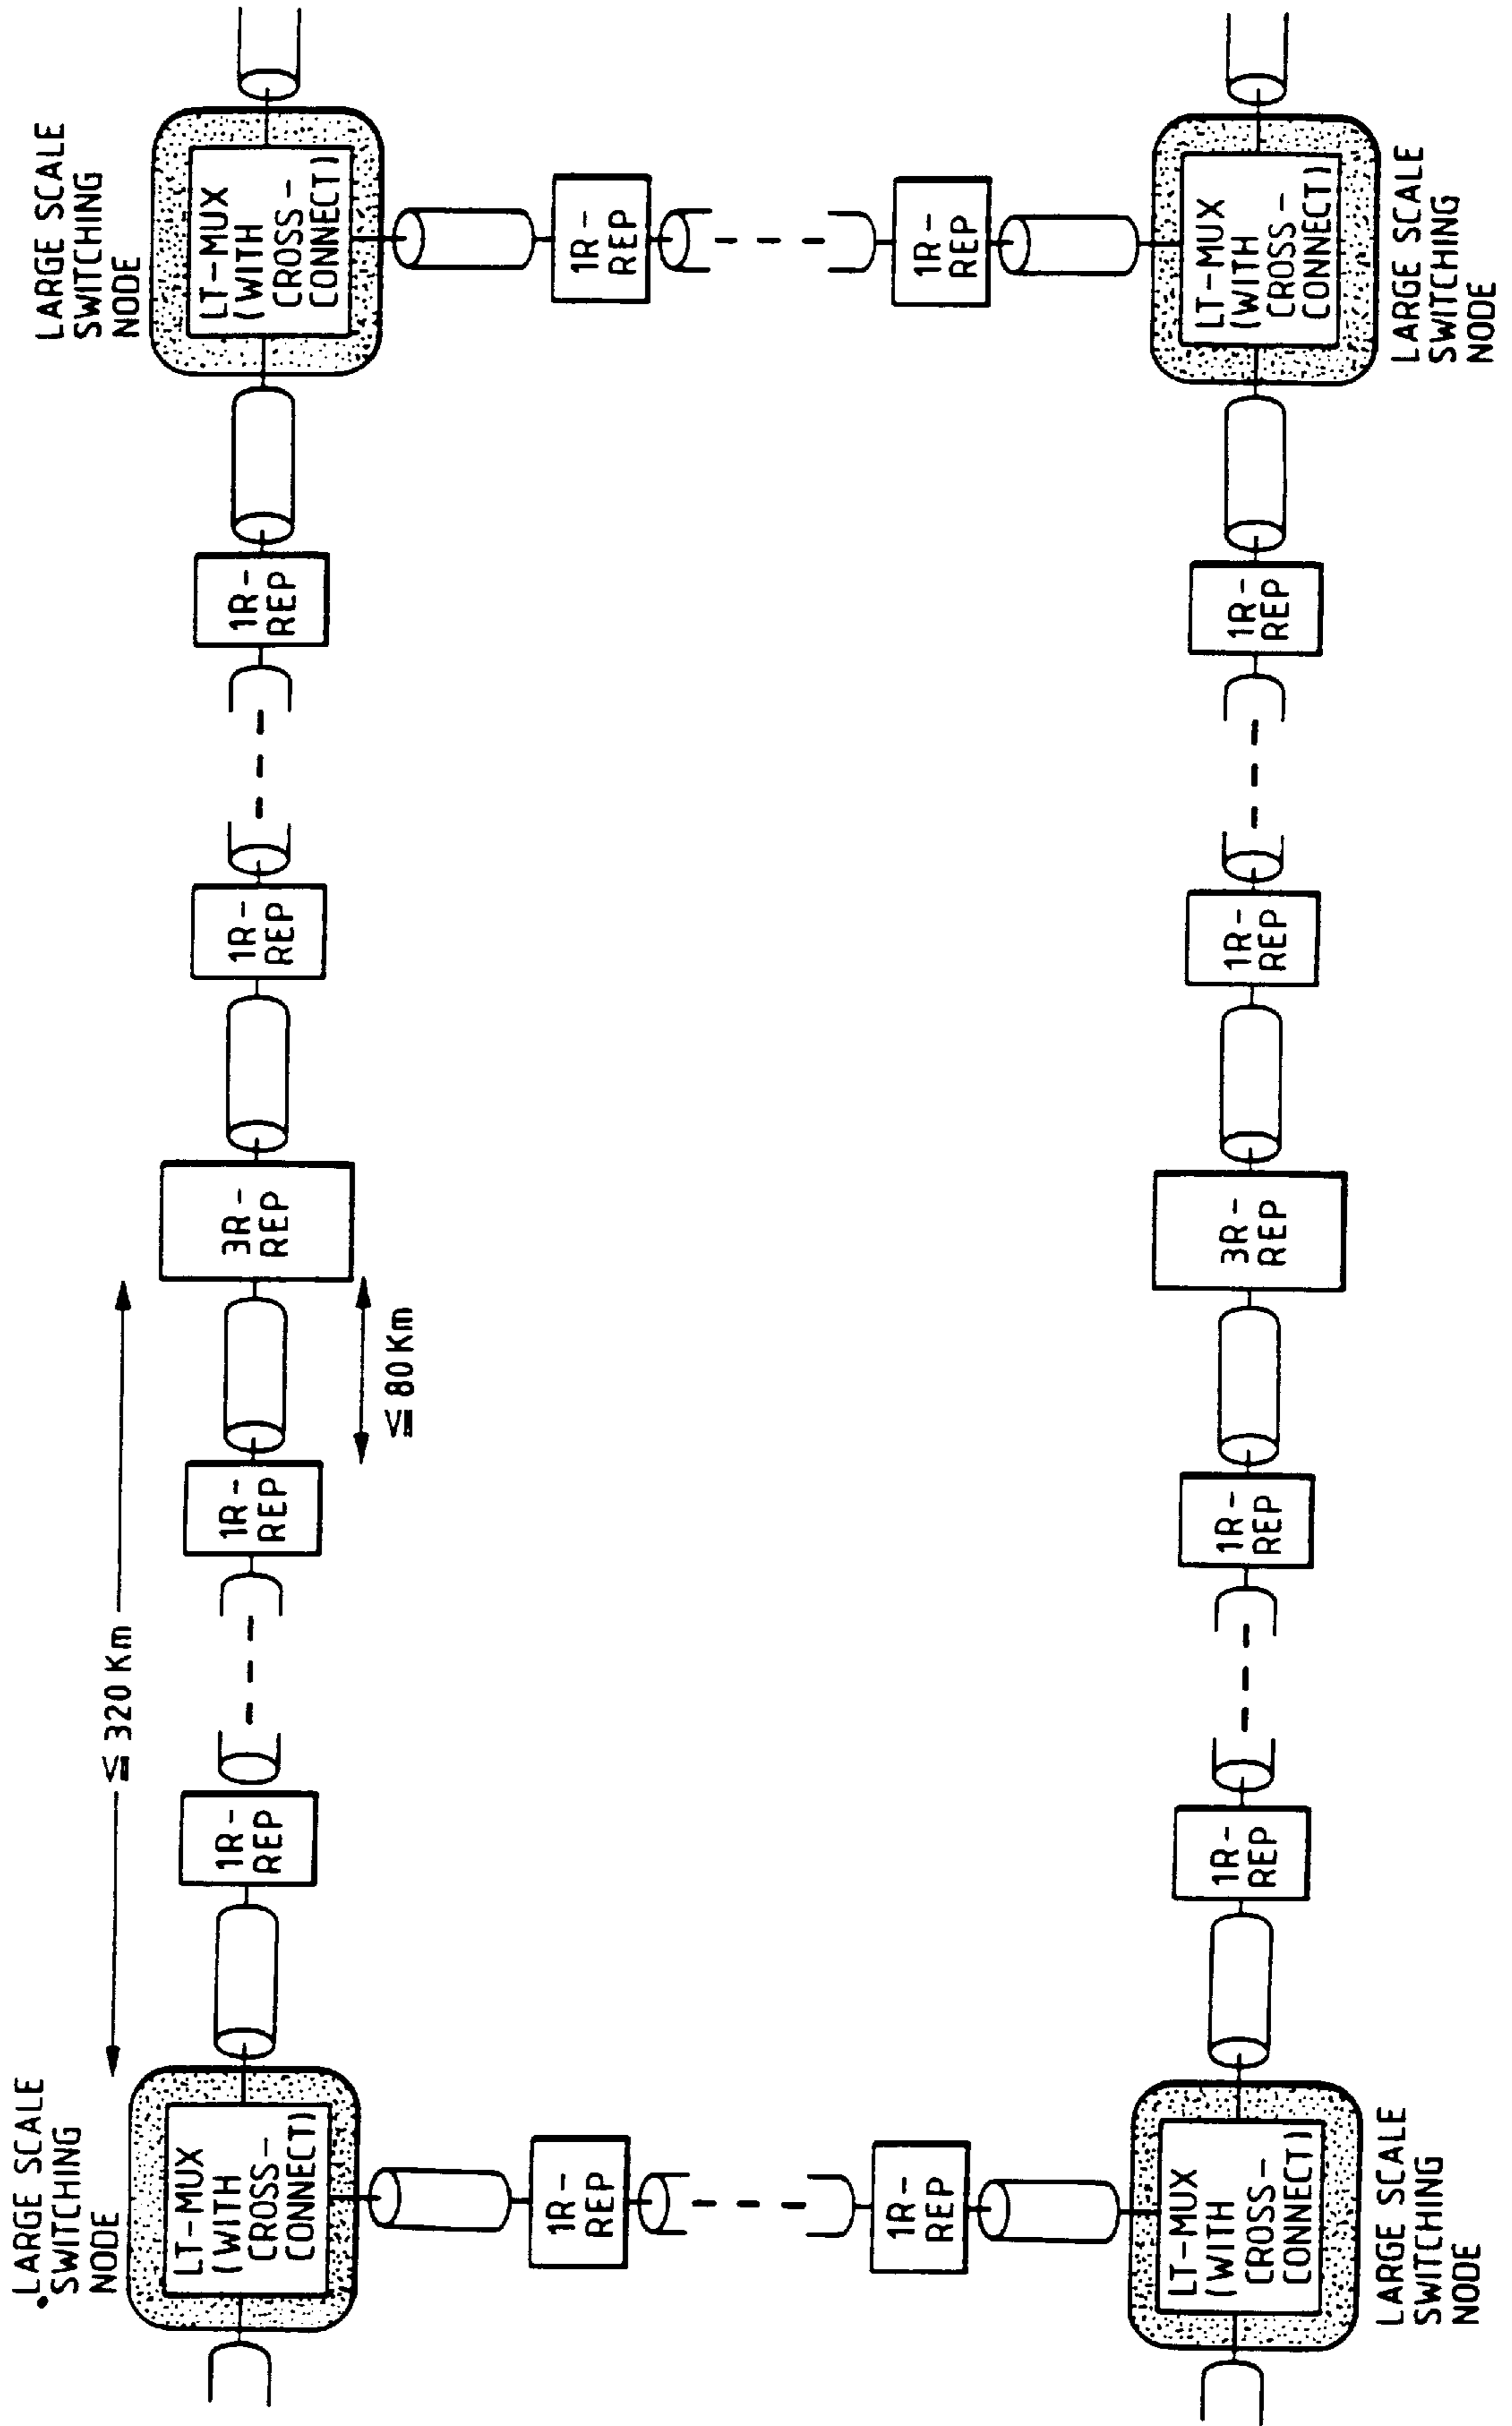 LARGE SCALE
SWITCHING
NODE
≦ 320 Km
LARGE SCALE
SWITCHING
NODE
LT-MUX
(WITH
CROSS-
CONNECT)
1R-
REP
1R-
REP
3R-
REP
1R-
REP
1R-
REP
LT-MUX
(WITH
CROSS-
CONNECT)
≦ 80 Km
1R-
REP
1R-
REP
1R-
REP
1R-
REP
LT-MUX
(WITH
CROSS-
CONNECT)
1R-
REP
1R-
REP
3R-
REP
1R-
REP
1R-
REP
LT-MUX
(WITH
CROSS-
CONNECT)
LARGE SCALE
SWITCHING
NODE
LARGE SCALE
SWITCHING
NODE